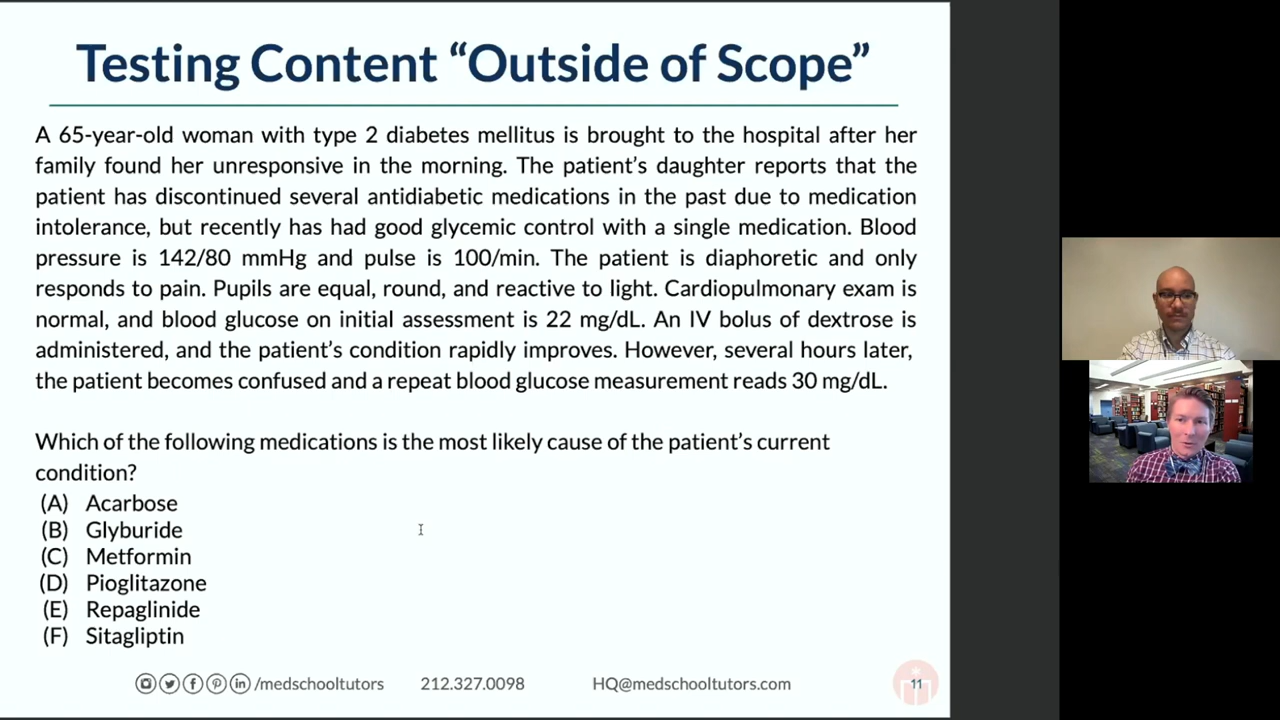 Testing Content “Outside of Scope”
A 65-year-old woman with type 2 diabetes mellitus is brought to the hospital after her
family found her unresponsive in the morning. The patient’s daughter reports that the
patient has discontinued several antidiabetic medications in the past due to medication
intolerance, but recently has had good glycemic control with a single medication. Blood
pressure is 142/80 mmHg and pulse is 100/min. The patient is diaphoretic and only
responds to pain. Pupils are equal, round, and reactive to light. Cardiopulmonary exam is
normal, and blood glucose on initial assessment is 22 mg/dL. An IV bolus of dextrose is
administered, and the patient’s condition rapidly improves. However, several hours later,
the patient becomes confused and a repeat blood glucose measurement reads 30 mg/dL.
Which of the following medications is the most likely cause of the patient’s current
condition?
(A) Acarbose
(B) Glyburide
(C) Metformin
(D) Pioglitazone
(E) Repaglinide
(F) Sitagliptin
/medschooltutors 212.327.0098 HQ@medschooltutors.com 11